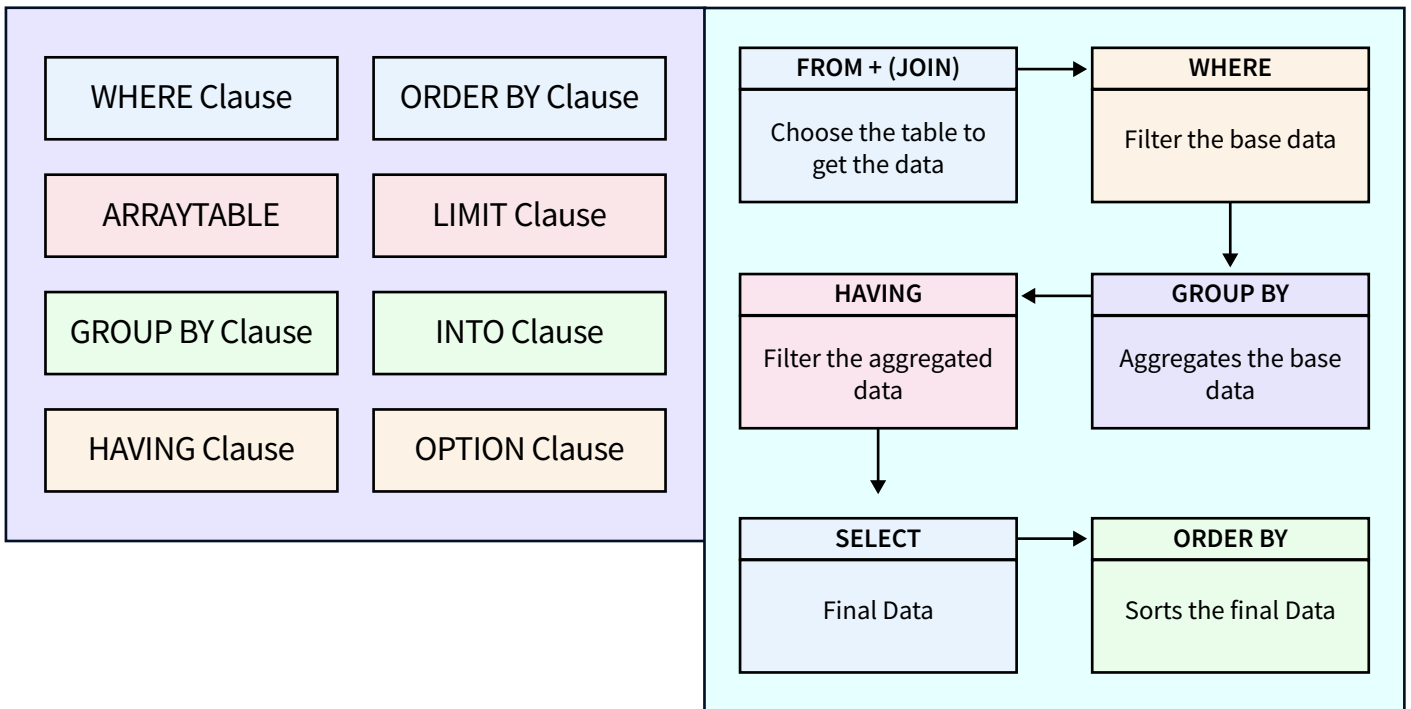 WHERE Clause
ORDER BY Clause
ARRAYTABLE
LIMIT Clause
GROUP BY Clause
INTO Clause
HAVING Clause
OPTION Clause
FROM + (JOIN)
Choose the table to
get the data
WHERE
Filter the base data
HAVING
Filter the aggregated
data
GROUP BY
Aggregates the base
data
SELECT
Final Data
ORDER BY
Sorts the final Data